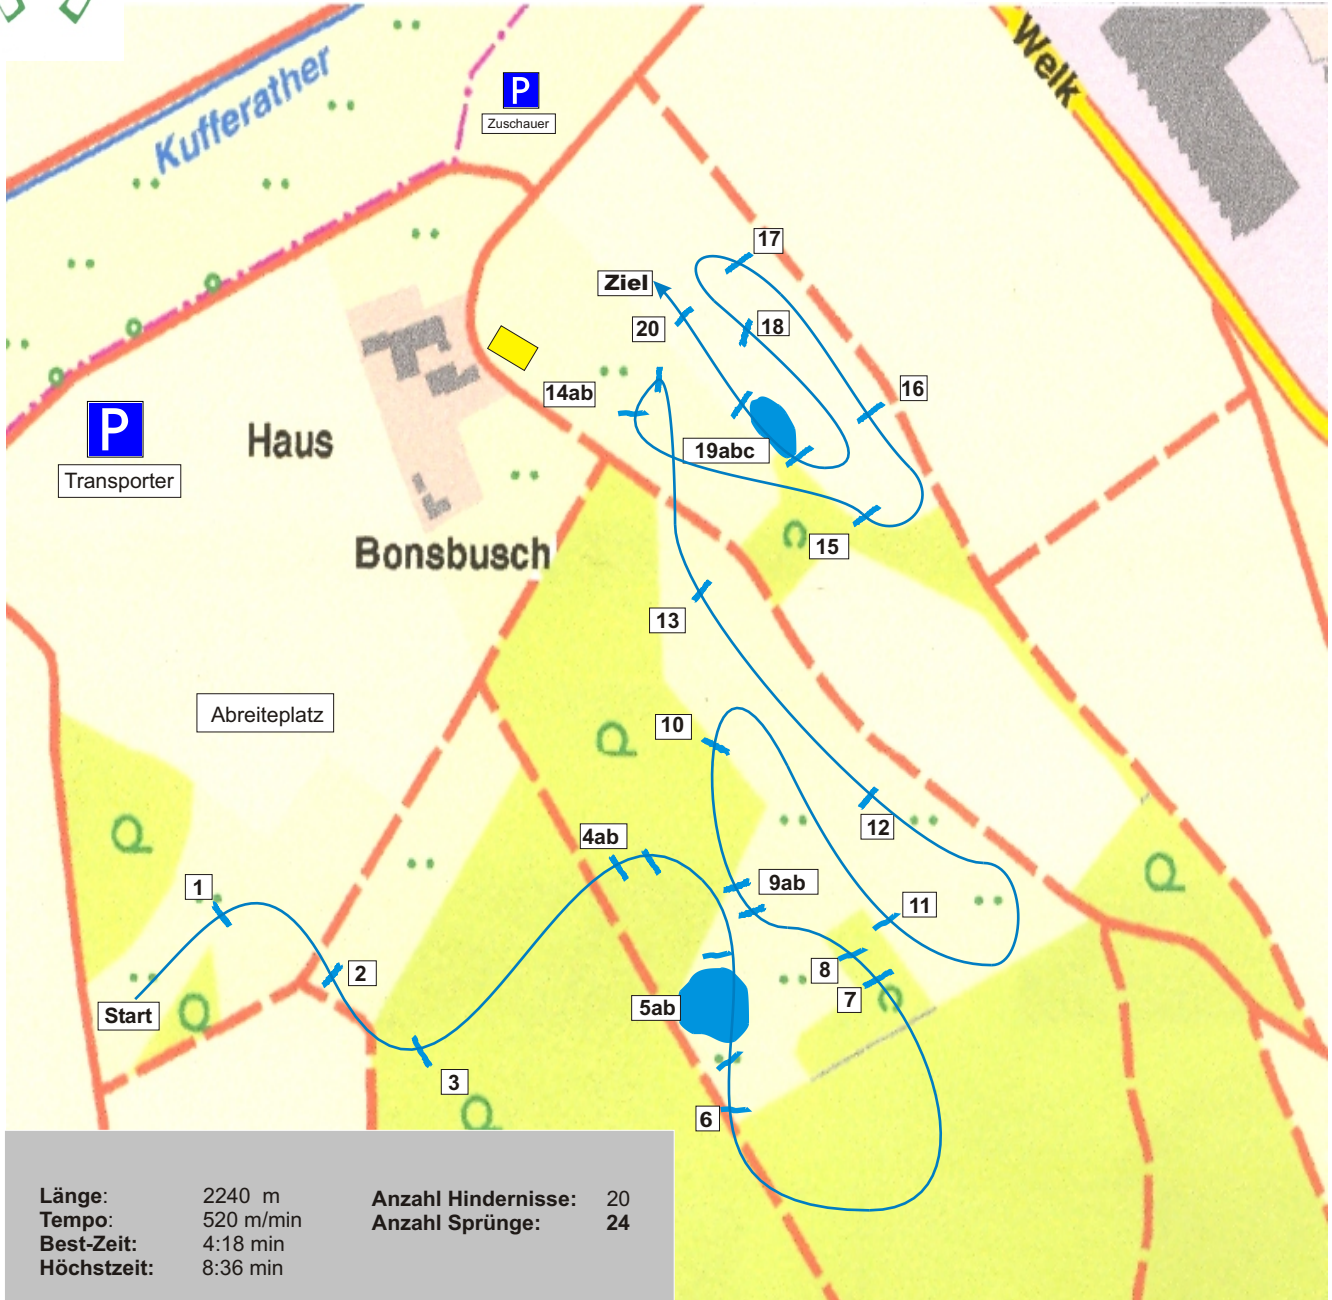 Kufferather
P
Zuschauer
Welk
17
Ziel
20
18
14ab
16
P
Haus
19abc
Transporter
15
Bonsbusch
13
Abreiteplatz
10
12
4ab
9ab
1
11
2
8
7
Start
5ab
3
6
Länge: 2240 m
Tempo: 520 m/min
Best-Zeit: 4:18 min
Höchstzeit: 8:36 min
Anzahl Hindernisse: 20
Anzahl Sprünge: 24